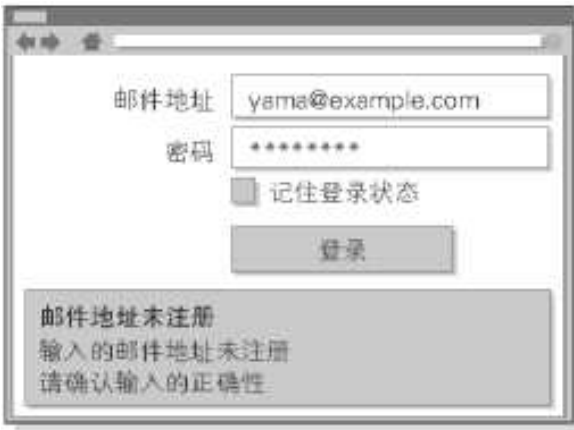 邮件地址 yama@example.com
密码 ********
记住登录状态
登录
邮件地址未注册
输入的邮件地址未注册
请确认输入的正确性